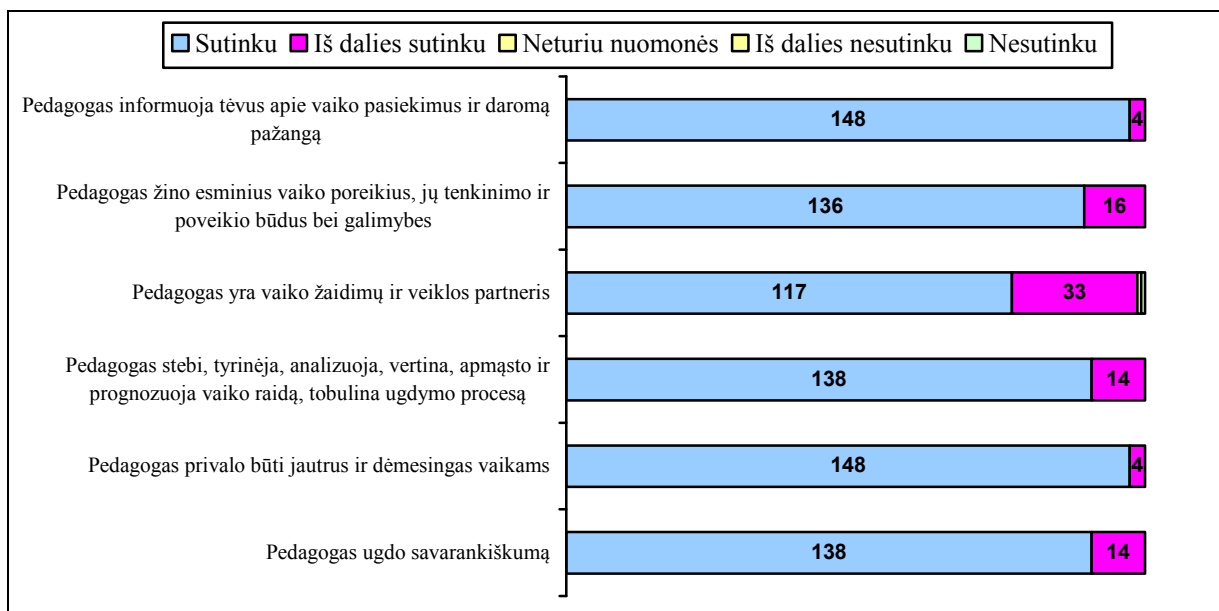 Sutinku Iš dalies sutinku Neturiu nuomonės Iš dalies nesutinku Nesutinku
Pedagogas informuoja tėvus apie vaiko pasiekimus ir daromą
pažangą
148 4
Pedagogas žino esminius vaiko poreikius, jų tenkinimo ir
poveikio būdus bei galimybes
136 16
Pedagogas yra vaiko žaidimų ir veiklos partneris
117 33
Pedagogas stebi, tyrinėja, analizuoja, vertina, apmąsto ir
prognozuoja vaiko raidą, tobulina ugdymo procesą
138 14
Pedagogas privalo būti jautrus ir dėmesingas vaikams
148 4
Pedagogas ugdo savarankiškumą
138 14